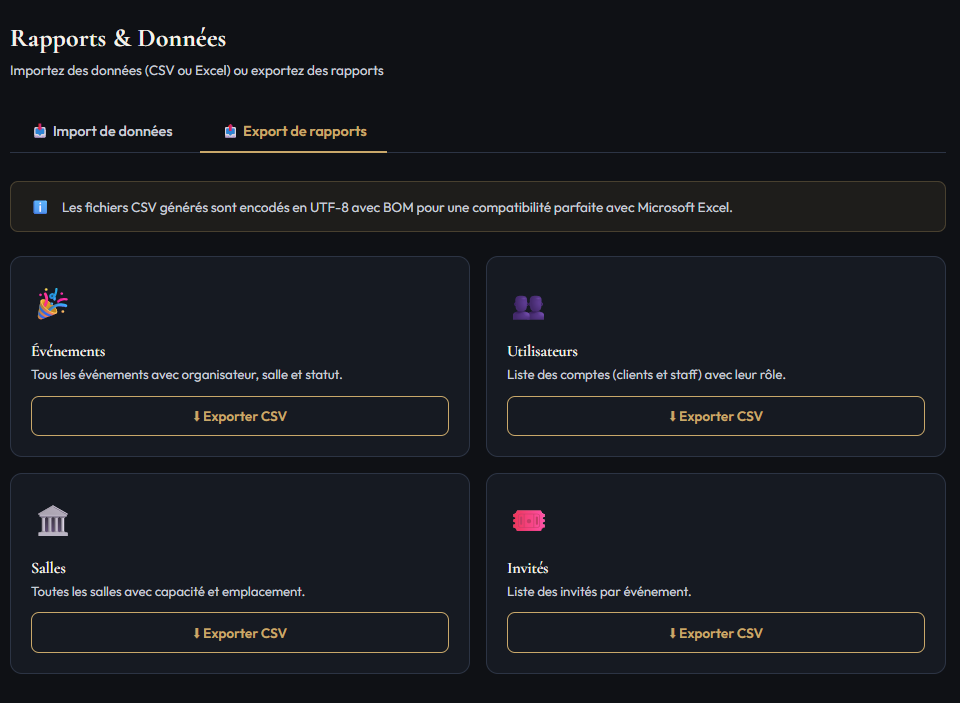 Rapports & Données
Importez des données (CSV ou Excel) ou exportez des rapports
Import de données
Export de rapports
Les fichiers CSV générés sont encodés en UTF-8 avec BOM pour une compatibilité parfaite avec Microsoft Excel.
Événements
Tous les événements avec organisateur, salle et statut.
⬇ Exporter CSV
Utilisateurs
Liste des comptes (clients et staff) avec leur rôle.
⬇ Exporter CSV
Salles
Toutes les salles avec capacité et emplacement.
⬇ Exporter CSV
Invités
Liste des invités par événement.
⬇ Exporter CSV